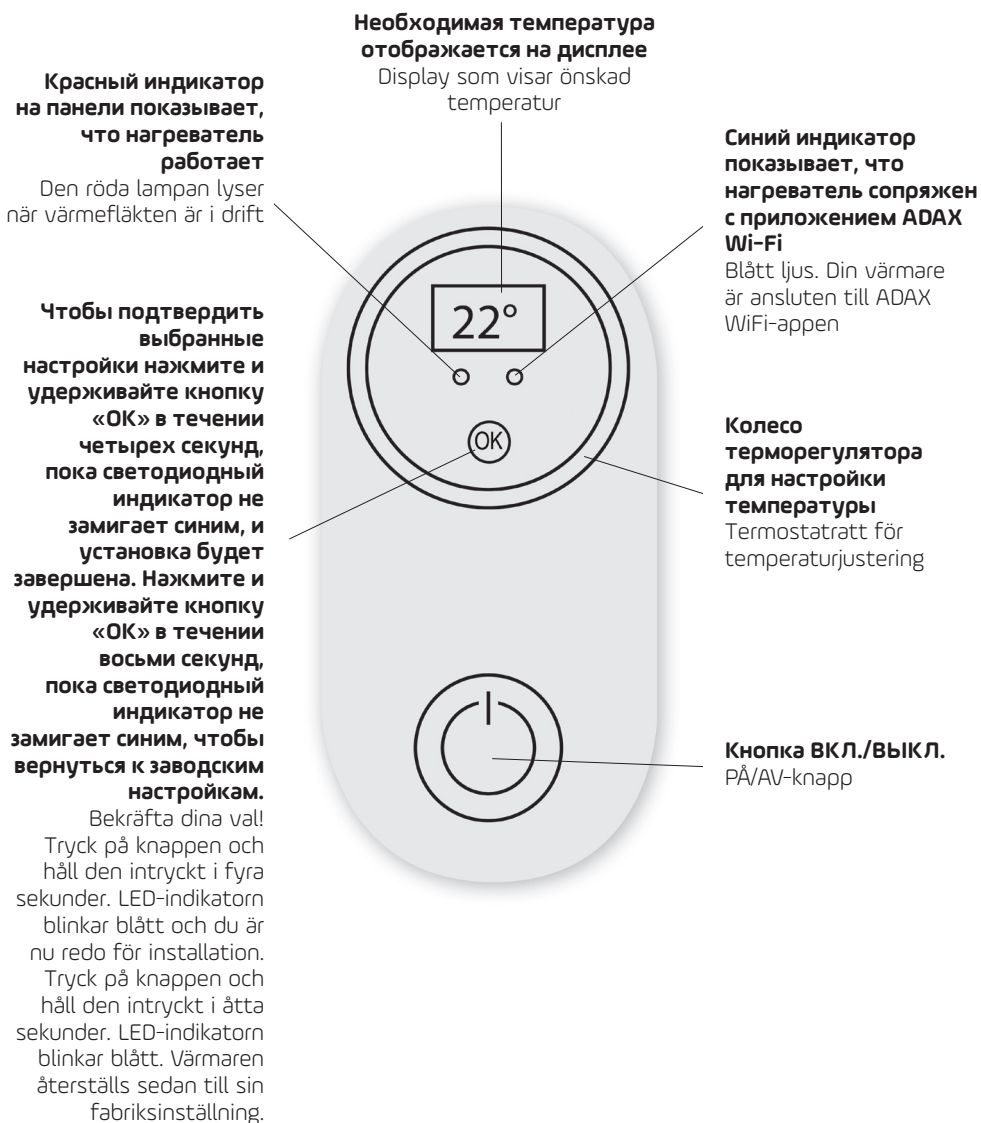 Необходимая температура
отображается на дисплее
Display som visar önskad
temperatur
Красный индикатор
на панели показывает,
что нагреватель
работает
Den röda lampan lyser
när värmefläkten är i drift
Синий индикатор
показывает, что
нагреватель сопряжен
с приложением ADAX
Wi-Fi
Blått ljus. Din värmare
är ansluten till ADAX
WiFi-appen
22°
OK
Чтобы подтвердить
выбранные
настройки нажмите и
удерживайте кнопку
«ОК» в течении
четырех секунд,
пока светодиодный
индикатор не
замигает синим, и
установка будет
завершена. Нажмите и
удерживайте кнопку
«ОК» в течении
восьми секунд,
пока светодиодный
индикатор не
замигает синим, чтобы
вернуться к заводским
настройкам.
Bekräfta dina val!
Tryck på knappen och
håll den intryckt i fyra
sekunder. LED-indikatorn
blinkar blått och du är
nu redo för installation.
Tryck på knappen och
håll den intryckt i åtta
sekunder. LED-indikatorn
blinkar blått. Värmaren
återställs sedan till sin
fabriksinställning.
Колесо
терморегулятора
для настройки
температуры
Termostatratt för
temperaturjustering
Кнопка ВКЛ./ВЫКЛ.
PÅ/AV-knapp